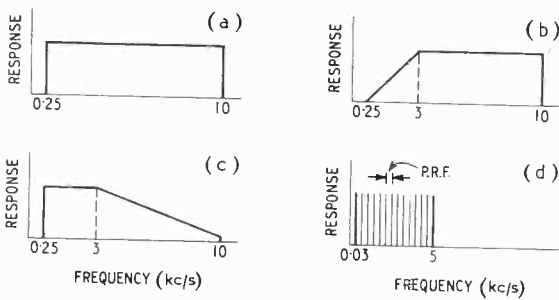 (a)
RESPONSE
0·25
10
(b)
RESPONSE
0·25
3
10
(c)
RESPONSE
0·25
3
10
FREQUENCY (kc/s)
(d)
P.R.F.
RESPONSE
0·03
5
FREQUENCY (kc/s)